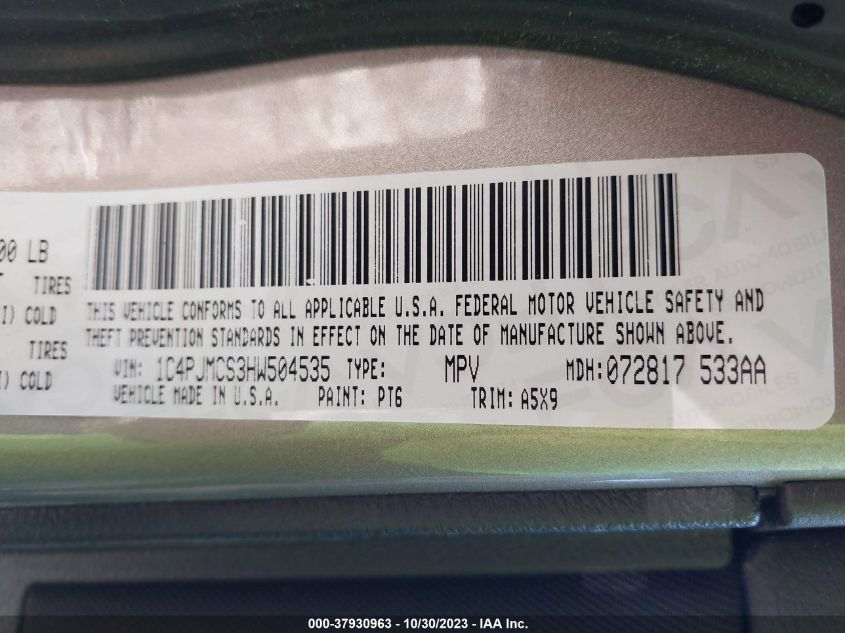 00 LB
TIRES
I) COLD
TIRES
I) COLD
THIS VEHICLE CONFORMS TO ALL APPLICABLE U.S.A. FEDERAL MOTOR VEHICLE SAFETY AND
THEFT PREVENTION STANDARDS IN EFFECT ON THE DATE OF MANUFACTURE SHOWN ABOVE.
VIN: 1C4PJMCS3HW504535 TYPE: MPV MDH: 072817 533AA
VEHICLE MADE IN U.S.A. PAINT: PT6 TRIM: A5X9
000-37930963 - 10/30/2023 - IAA Inc.